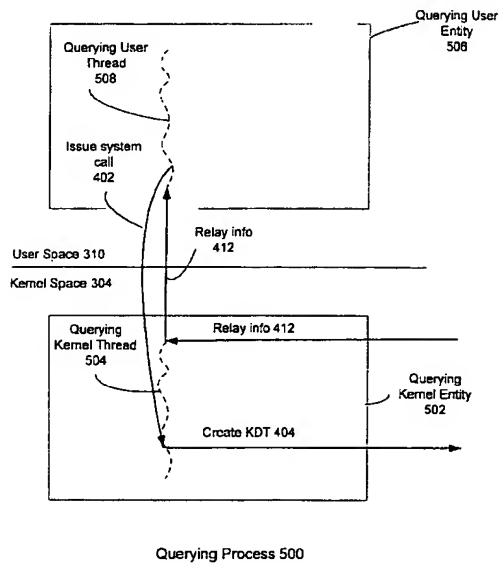 Querying User
Entity
506
Querying User
Thread
508
Issue system
call
402
Relay info
412
User Space 310
Kernel Space 304
Querying
Kernel Thread
504
Relay info 412
Querying
Kernel Entity
502
Create KDT 404
Querying Process 500